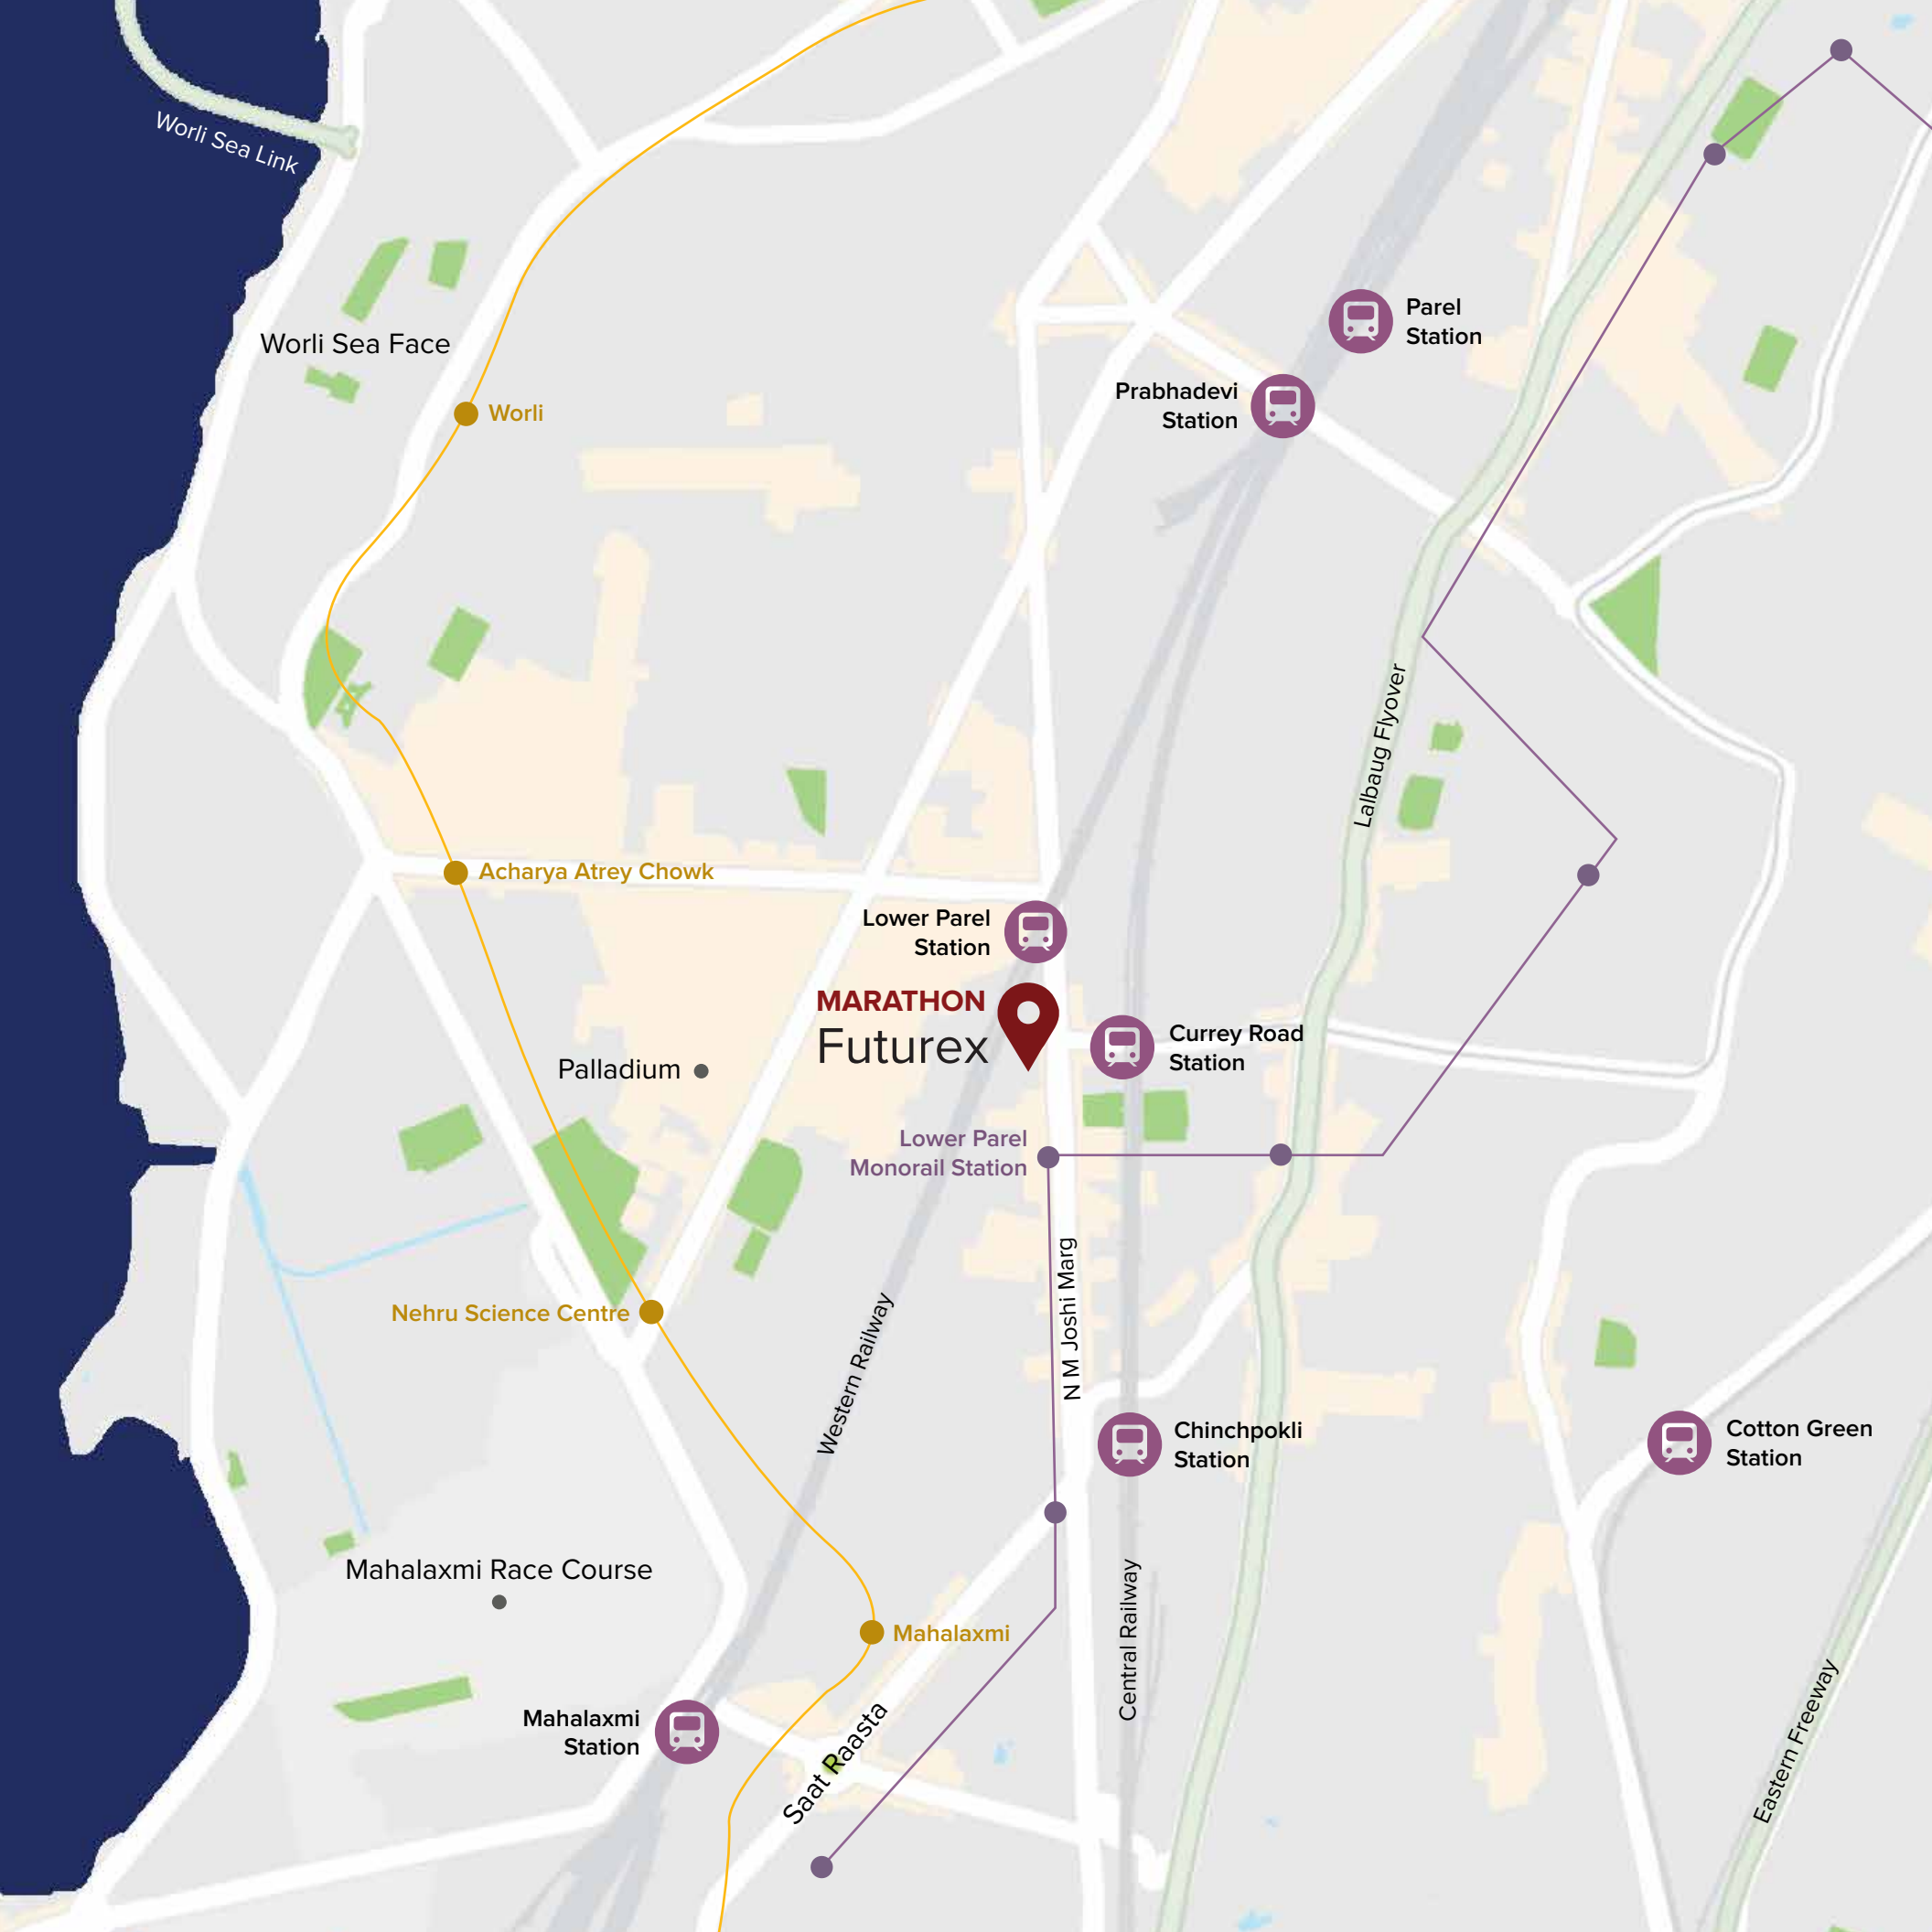 Worli Sea Link
Parel
Station
Worli Sea Face
Prabhadevi
Station
Worli
Lalbaug Flyover
Acharya Atrey Chowk
Lower Parel
Station
MARATHON
Futurex
Currey Road
Station
Palladium
Lower Parel
Monorail Station
N M Joshi Marg
Nehru Science Centre
Western Railway
Chinchpokli
Station
Cotton Green
Station
Mahalaxmi Race Course
Central Railway
Mahalaxmi
Eastern Freeway
Mahalaxmi
Station
Saat Raasta